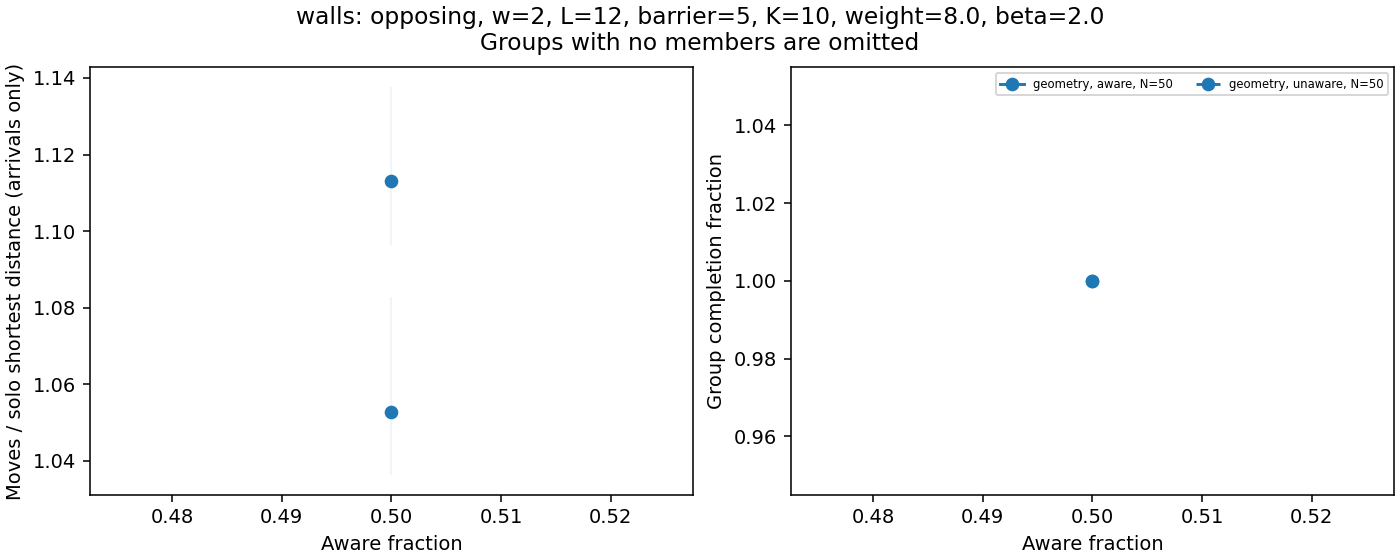 walls: opposing, w=2, L=12, barrier=5, K=10, weight=8.0, beta=2.0
Groups with no members are omitted
Moves / solo shortest distance (arrivals only)
1.14
1.12
1.10
1.08
1.06
1.04
0.48 0.49 0.50 0.51 0.52
Aware fraction
Group completion fraction
geometry, aware, N=50 geometry, unaware, N=50
1.04
1.02
1.00
0.98
0.96
0.48 0.49 0.50 0.51 0.52
Aware fraction